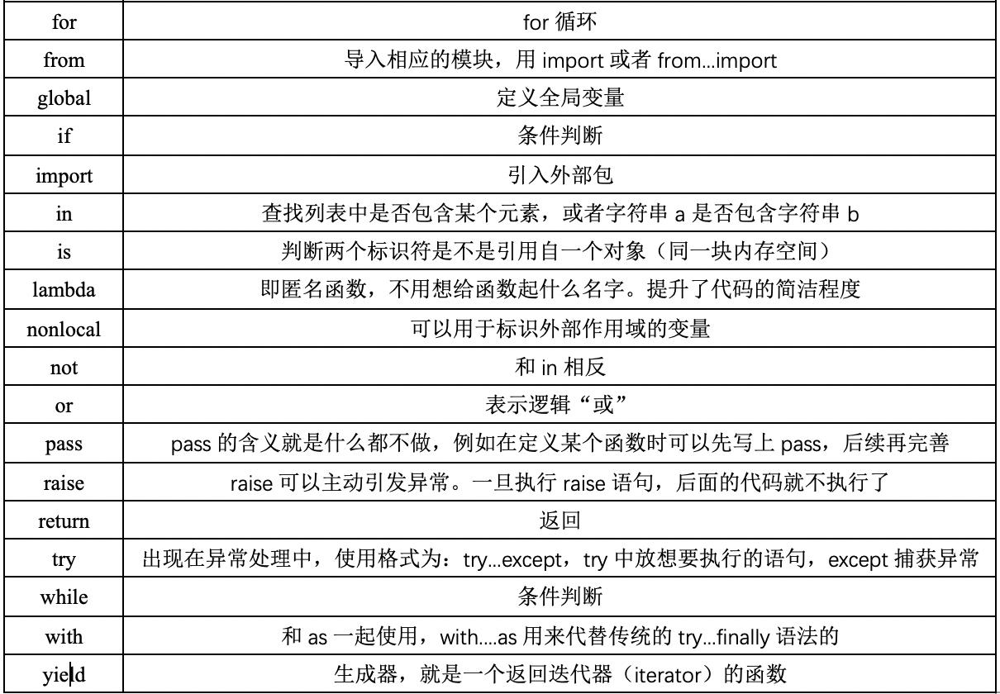 for for 循环
from 导入相应的模块，用 import 或者 from...import
global 定义全局变量
if 条件判断
import 引入外部包
in 查找列表中是否包含某个元素，或者字符串 a 是否包含字符串 b
is 判断两个标识符是不是引用自一个对象（同一块内存空间）
lambda 即匿名函数，不用想给函数起什么名字。提升了代码的简洁程度
nonlocal 可以用于标识外部作用域的变量
not 和 in 相反
or 表示逻辑“或”
pass pass 的含义就是什么都不做，例如在定义某个函数时可以先写上 pass，后续再完善
raise raise 可以主动引发异常。一旦执行 raise 语句，后面的代码就不执行了
return 返回
try 出现在异常处理中，使用格式为：try...except，try 中放想要执行的语句，except 捕获异常
while 条件判断
with 和 as 一起使用，with....as 用来代替传统的 try...finally 语法的
yield 生成器，就是一个返回迭代器（iterator）的函数